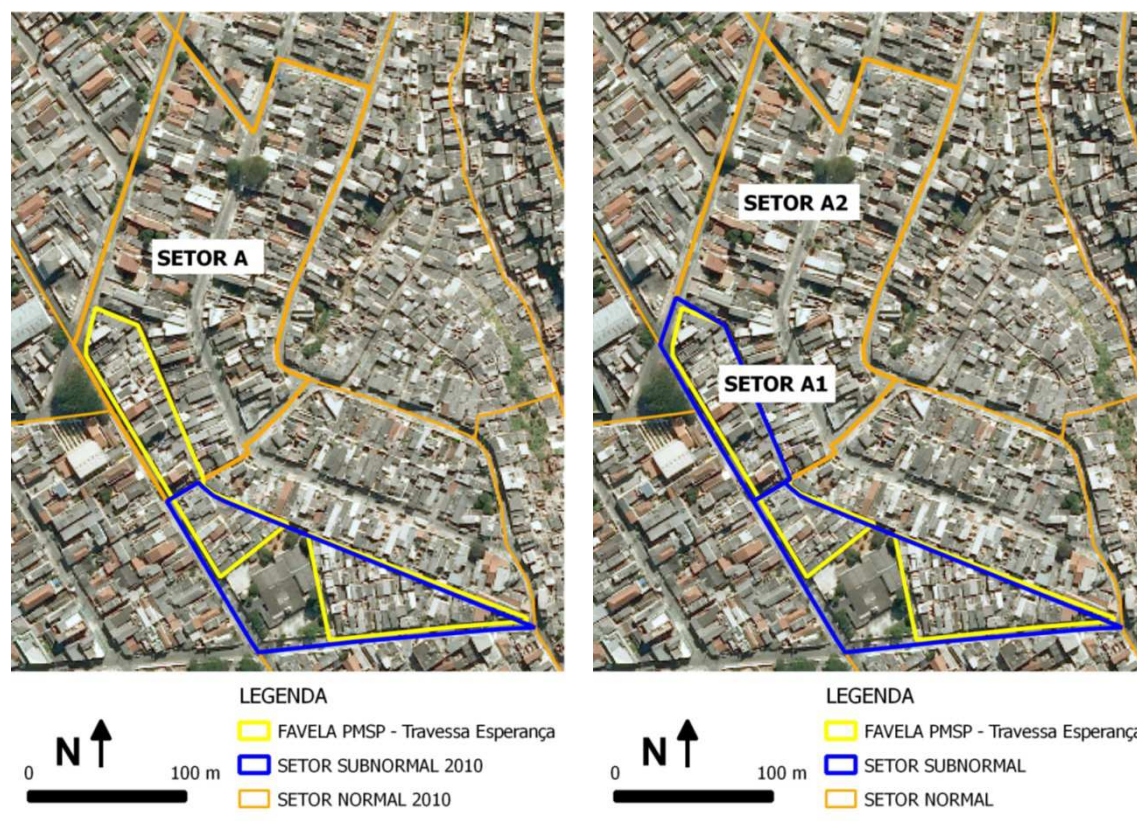 SETOR A
LEGENDA
FAVELA PMSP - Travessa Esperança
SETOR SUBNORMAL 2010
SETOR NORMAL 2010
N
0 100 m
SETOR A2
SETOR A1
LEGENDA
FAVELA PMSP - Travessa Esperança
SETOR SUBNORMAL
SETOR NORMAL
N
0 100 m